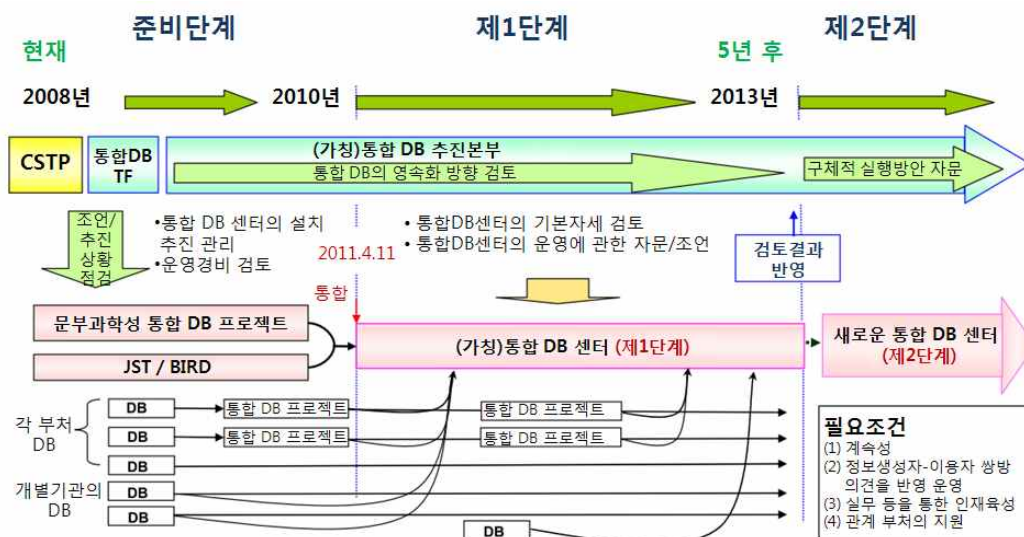 준비단계
제1단계
제2단계
현재
5년 후
2008년
2010년
2013년
CSTP
통합DB
TF
(가칭)통합 DB 추진본부
통합 DB의 영속화 방향 검토
구체적 실행방안 자문
조언/
추진
상황
점검
•통합 DB 센터의 설치
추진 관리
•운영경비 검토
2011.4.11
• 통합DB센터의 기본자세 검토
• 통합DB센터의 운영에 관한 자문/조언
검토결과
반영
통합
문부과학성 통합 DB 프로젝트
JST / BIRD
(가칭)통합 DB 센터 (제1단계)
새로운 통합 DB 센터
(제2단계)
각 부처
DB
DB
통합 DB 프로젝트
통합 DB 프로젝트
DB
통합 DB 프로젝트
통합 DB 프로젝트
DB
개별기관의
DB
DB
DB
DB
필요조건
(1) 계속성
(2) 정보생성자-이용자 쌍방
의견을 반영 운영
(3) 실무 등을 통한 인재육성
(4) 관계 부처의 지원